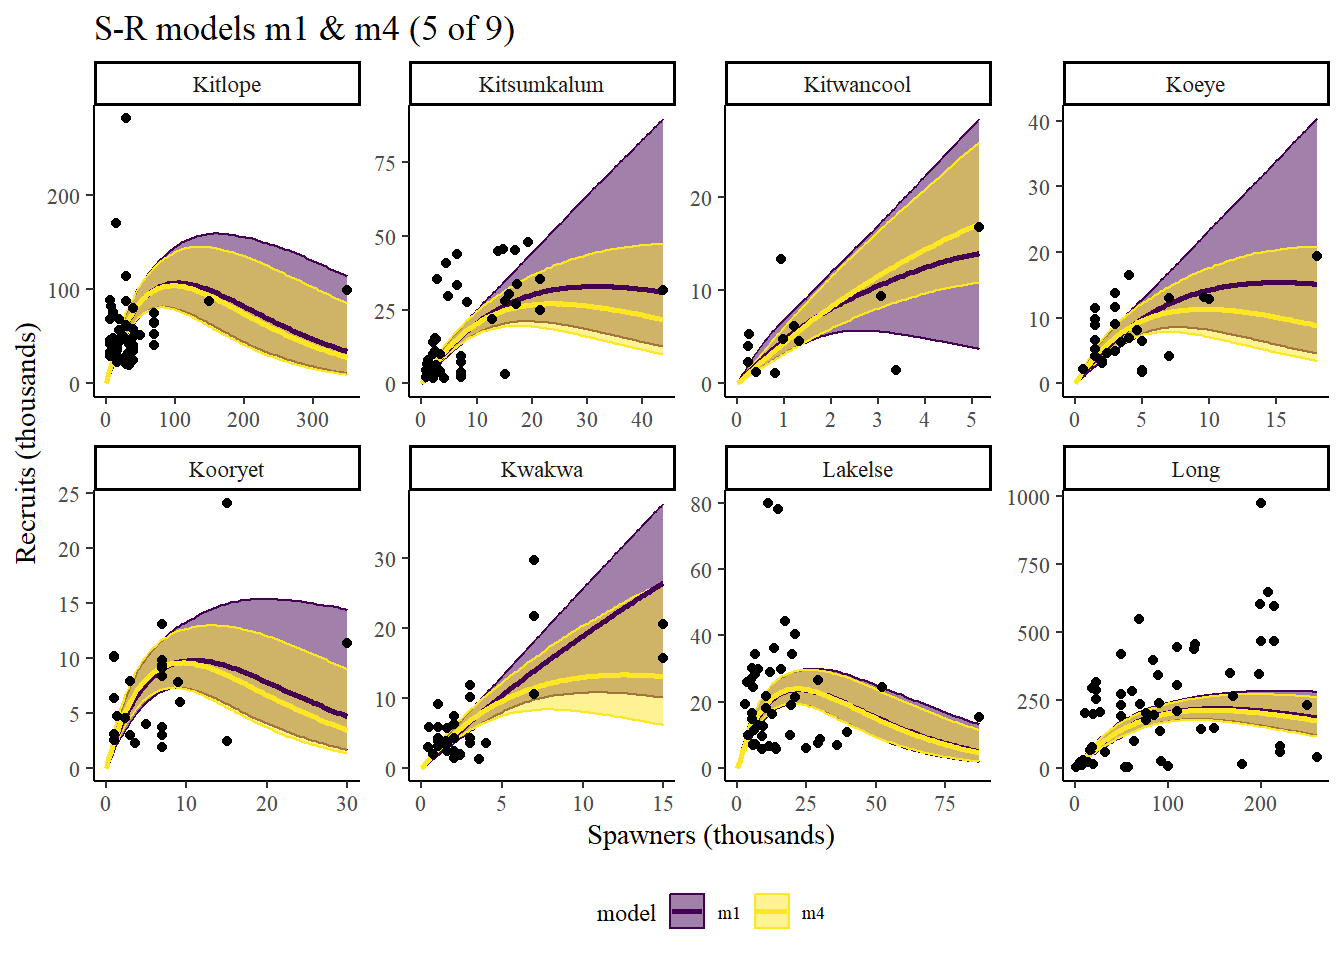 S-R models m1 & m4 (5 of 9)
Kitlope Kitsumkalum Kitwancool Koeye
200
100
0
0 100 200 300
75
50
25
0
0 10 20 30 40
20
10
0
0 1 2 3 4 5
40
30
20
10
0
0 5 10 15
Recruits (thousands)
Kooryet Kwakwa Lakelse Long
25
20
15
10
5
0
0 10 20 30
30
20
10
0
0 5 10 15
80
60
40
20
0
0 25 50 75
1000
750
500
250
0
0 100 200
Spawners (thousands)
model m1 m4